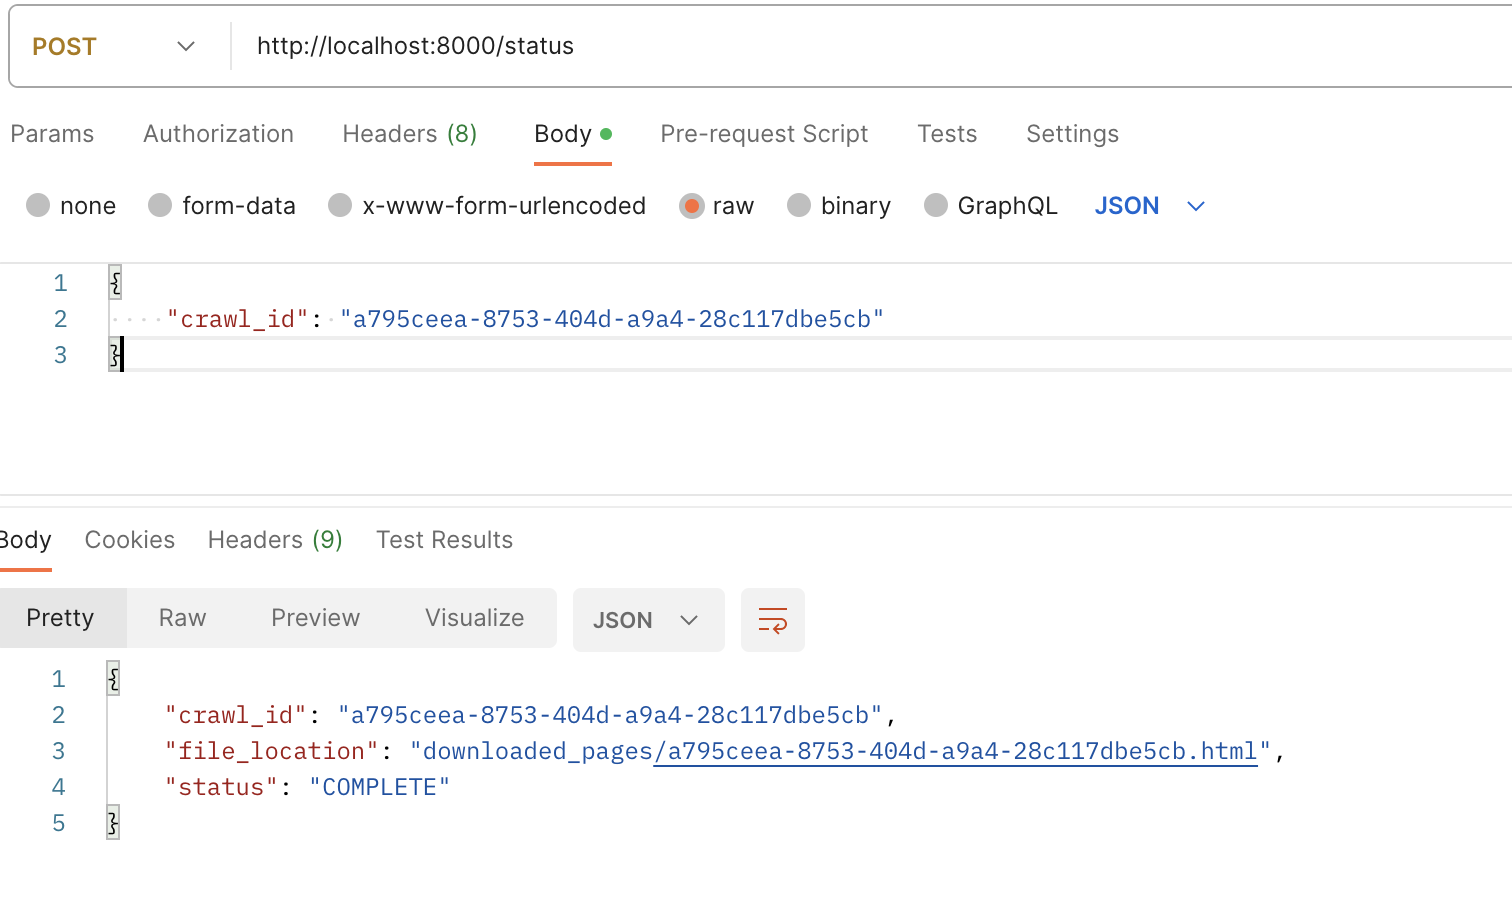 POST http://localhost:8000/status
Params Authorization Headers (8) Body Pre-request Script Tests Settings
none form-data x-www-form-urlencoded raw binary GraphQL JSON
1 {
2 "crawl_id": "a795ceea-8753-404d-a9a4-28c117dbe5cb"
3 }
Body Cookies Headers (9) Test Results
Pretty Raw Preview Visualize JSON
1 {
2 "crawl_id": "a795ceea-8753-404d-a9a4-28c117dbe5cb",
3 "file_location": "downloaded_pages/a795ceea-8753-404d-a9a4-28c117dbe5cb.html",
4 "status": "COMPLETE"
5 }